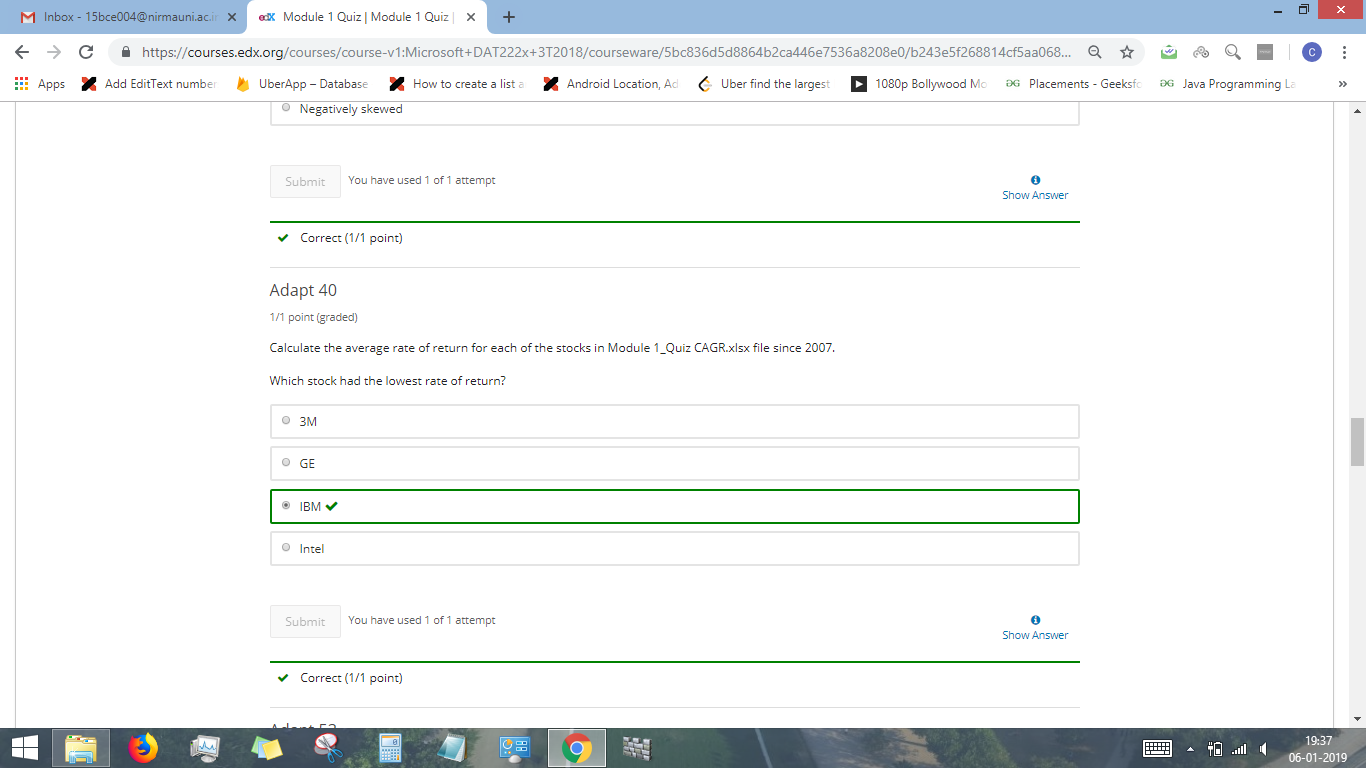 Inbox - 15bce004@nirmauni.ac.in
edX Module 1 Quiz | Module 1 Quiz |
https://courses.edx.org/courses/course-v1:Microsoft+DAT222x+3T2018/courseware/5bc836d5d8864b2ca446e7536a8208e0/b243e5f268814cf5aa068...
C
Apps
Add EditText number
UberApp – Database
How to create a list a
Android Location, Ad
Uber find the largest
1080p Bollywood Mo
Placements - Geeksfo
Java Programming La
»
Negatively skewed
Submit
You have used 1 of 1 attempt
Show Answer
Correct (1/1 point)
Adapt 40
1/1 point (graded)
Calculate the average rate of return for each of the stocks in Module 1_Quiz CAGR.xlsx file since 2007.
Which stock had the lowest rate of return?
3M
GE
IBM
Intel
Submit
You have used 1 of 1 attempt
Show Answer
Correct (1/1 point)
Adapt 52
19:37
06-01-2019